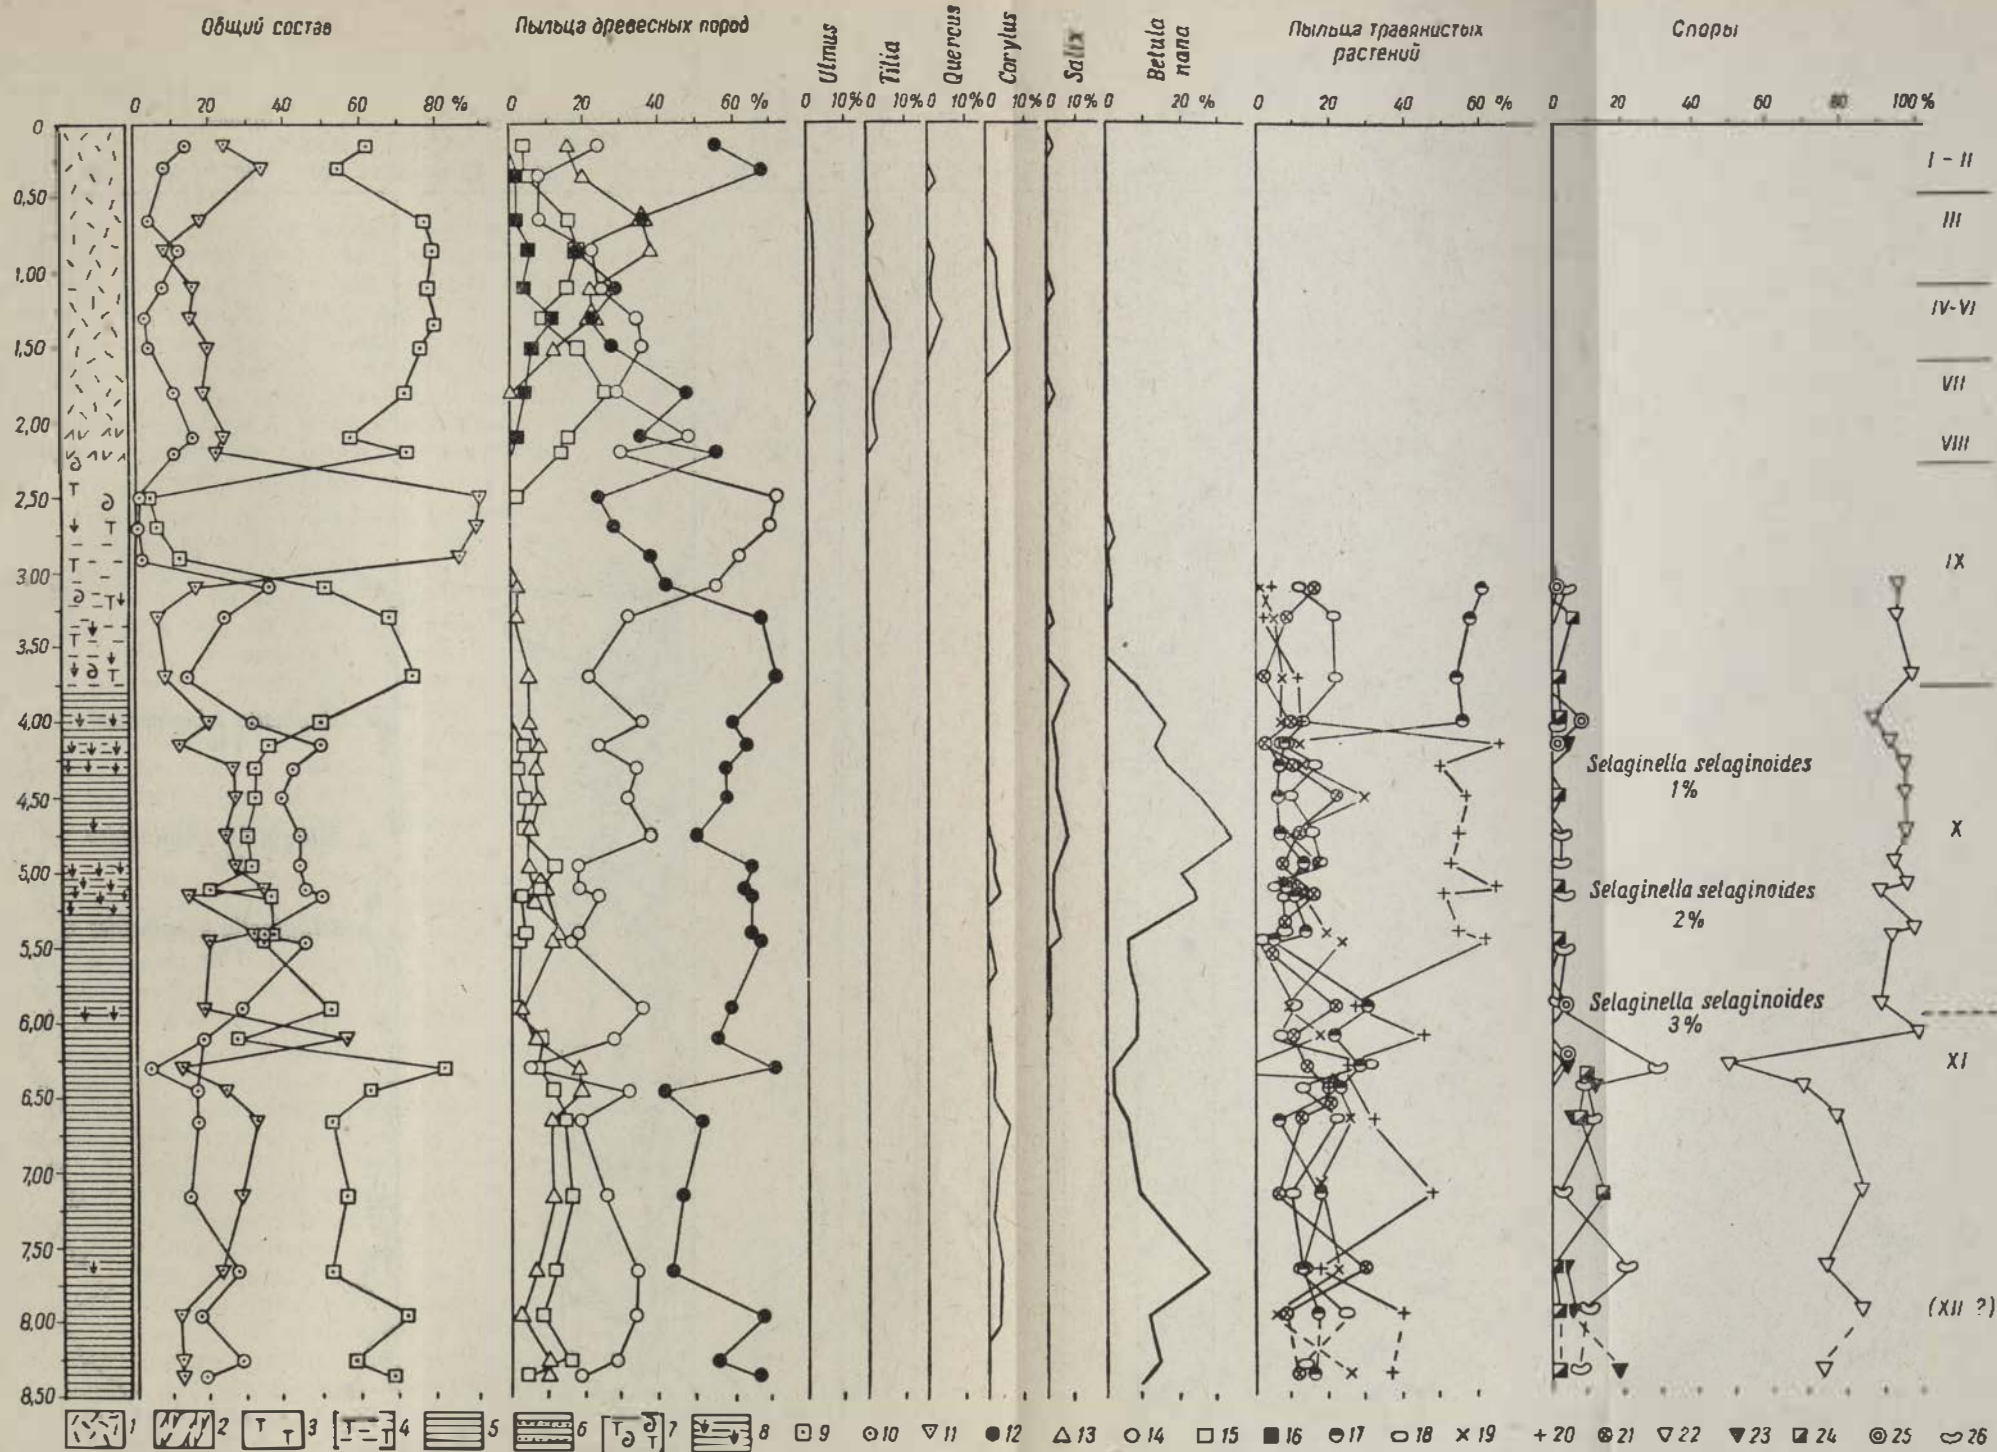 Общий состав
Пыльца древесных пород
Ulmus
Tilia
Quercus
Corylus
Salix
Betula
nana
Пыльца травянистых
растений
Споры
0 20 40 60 80 %
0 20 40 60 %
0 10%
0 10%
0 10%
0 10%
0 10%
0 20 %
0 20 40 60 %
0 20 40 60 80 100 %
0
0,50
1,00
1,50
2,00
2,50
3,00
3,50
4,00
4,50
5,00
5,50
6,00
6,50
7,00
7,50
8,00
8,50
I - II
III
IV-VI
VII
VIII
IX
X
XI
(XII ?)
Selaginella selaginoides
1%
Selaginella selaginoides
2%
Selaginella selaginoides
3%
1 2 3 4 5 6 7 8 9 10 11 12 13 14 15 16 17 18 19 20 21 22 23 24 25 26